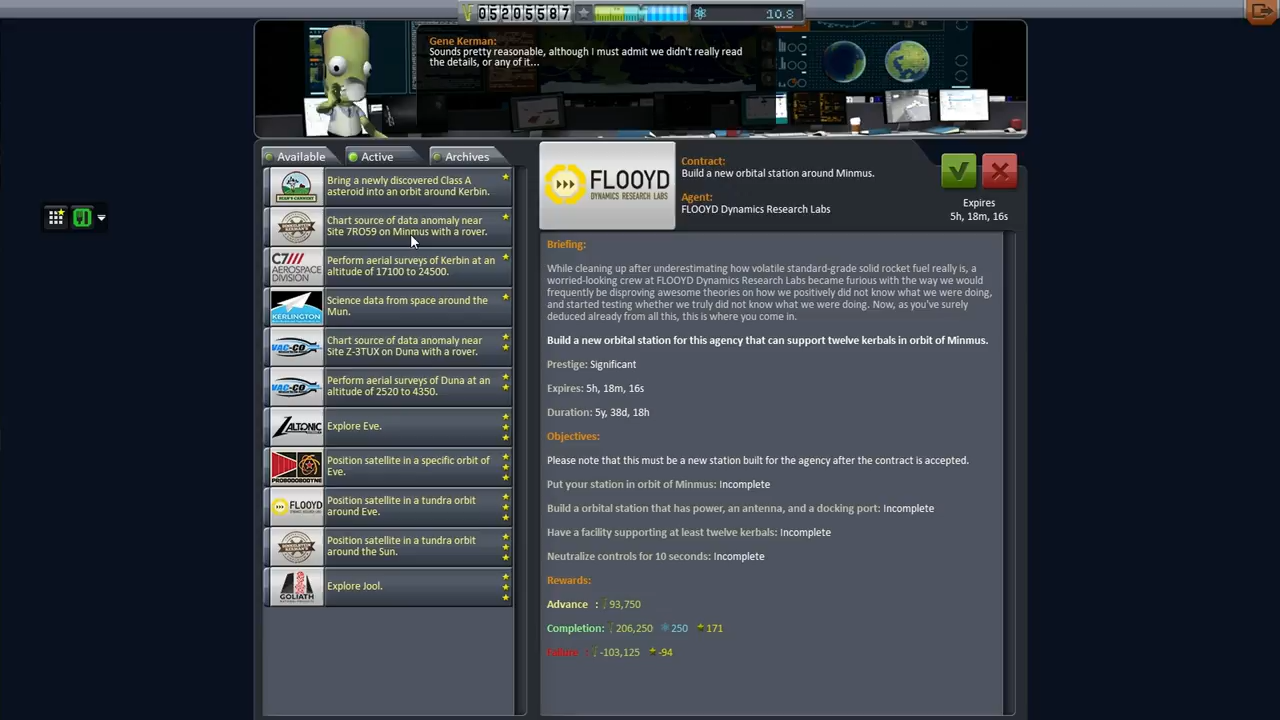 05205587
10.8
Gene Kerman:
Sounds pretty reasonable, although I must admit we didn't really read
the details, or any of it...
Available
Active
Archives
Bring a newly discovered Class A
asteroid into an orbit around Kerbin.
Chart source of data anomaly near
Site 7RO59 on Minmus with a rover.
C7///
AEROSPACE
DIVISION
Perform aerial surveys of Kerbin at an
altitude of 17100 to 24500.
KERLINGTON
Science data from space around the
Mun.
VAC-CO
Chart source of data anomaly near
Site Z-3TUX on Duna with a rover.
VAC-CO
Perform aerial surveys of Duna at an
altitude of 2520 to 4350.
Explore Eve.
PROBODOBODYNE
Position satellite in a specific orbit of
Eve.
FLOOYD
Position satellite in a tundra orbit
around Eve.
Position satellite in a tundra orbit
around the Sun.
GOLIATH
Explore Jool.
FLOOYD
DYNAMICS RESEARCH LABS
Contract:
Build a new orbital station around Minmus.
Agent:
FLOOYD Dynamics Research Labs
Expires
5h, 18m, 16s
Briefing:
While cleaning up after underestimating how volatile standard-grade solid rocket fuel really is, a
worried-looking crew at FLOOYD Dynamics Research Labs became furious with the way we would
frequently be disproving awesome theories on how we positively did not know what we were doing,
and started testing whether we truly did not know what we were doing. Now, as you've surely
deduced already from all this, this is where you come in.
Build a new orbital station for this agency that can support twelve kerbals in orbit of Minmus.
Prestige: Significant
Expires: 5h, 18m, 16s
Duration: 5y, 38d, 18h
Objectives:
Please note that this must be a new station built for the agency after the contract is accepted.
Put your station in orbit of Minmus: Incomplete
Build a orbital station that has power, an antenna, and a docking port: Incomplete
Have a facility supporting at least twelve kerbals: Incomplete
Neutralize controls for 10 seconds: Incomplete
Rewards:
Advance : 93,750
Completion: 206,250 250 171
Failure : -103,125 -94